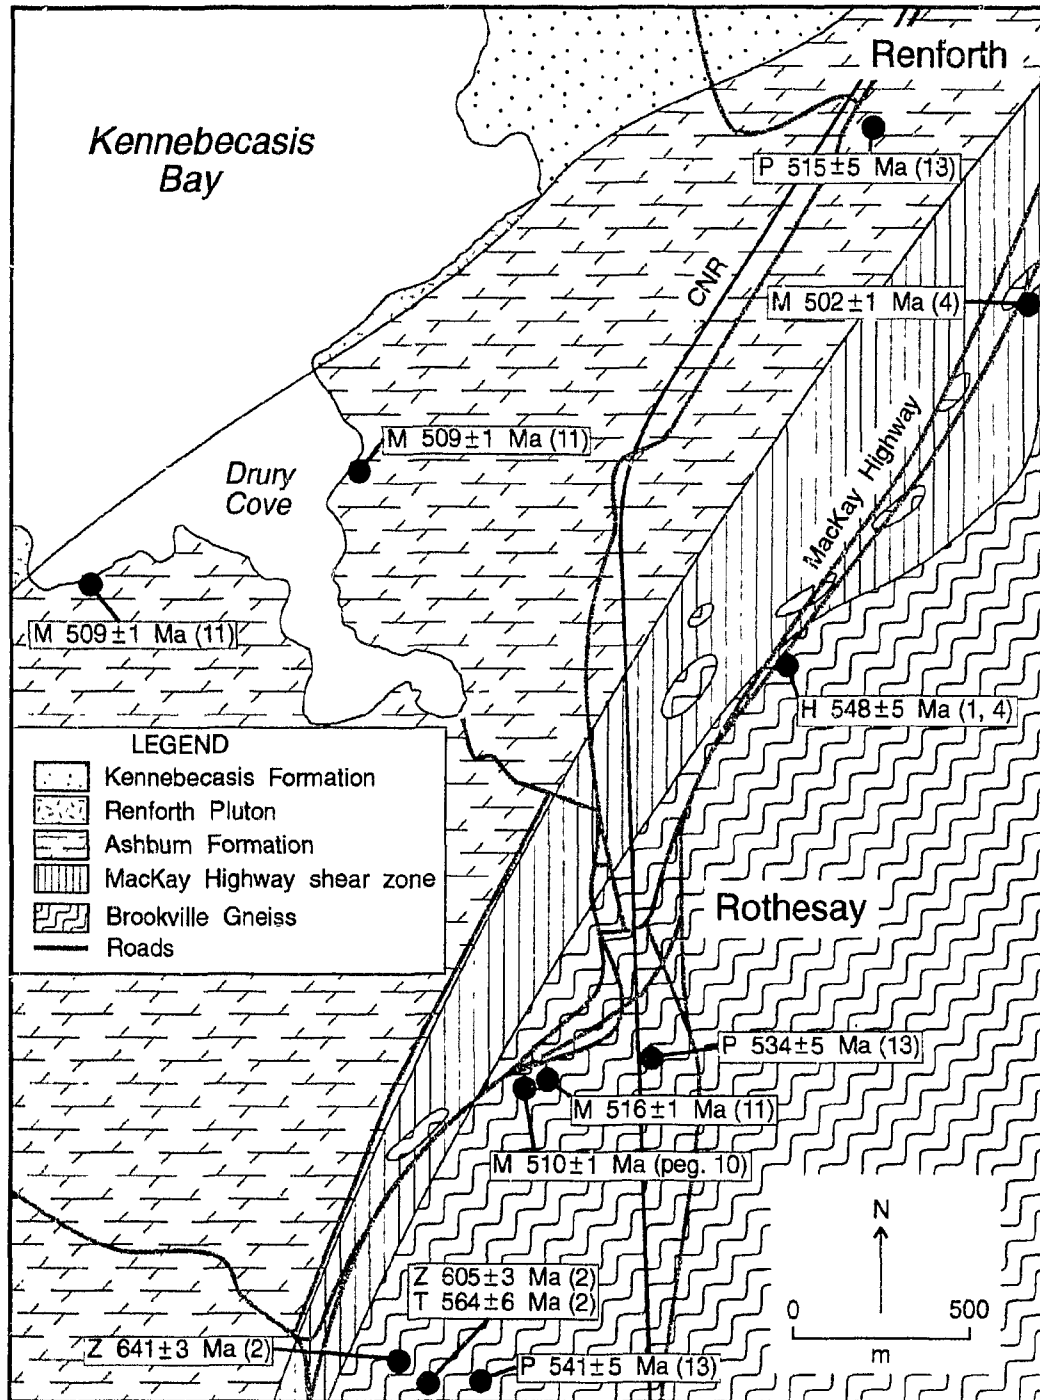 Renforth
Kennebecasis
Bay
P 515±5 Ma (13)
CNR
M 502±1 Ma (4)
MacKay Highway
M 509±1 Ma (11)
Drury
Cove
M 509±1 Ma (11)
H 548±5 Ma (1, 4)
LEGEND
Kennebecasis Formation
Renforth Pluton
Ashburn Formation
MacKay Highway shear zone
Brookville Gneiss
Roads
Rothesay
P 534±5 Ma (13)
M 516±1 Ma (11)
M 510±1 Ma (peg. 10)
N
Z 605±3 Ma (2)
T 564±6 Ma (2)
0 500
m
Z 641±3 Ma (2)
P 541±5 Ma (13)